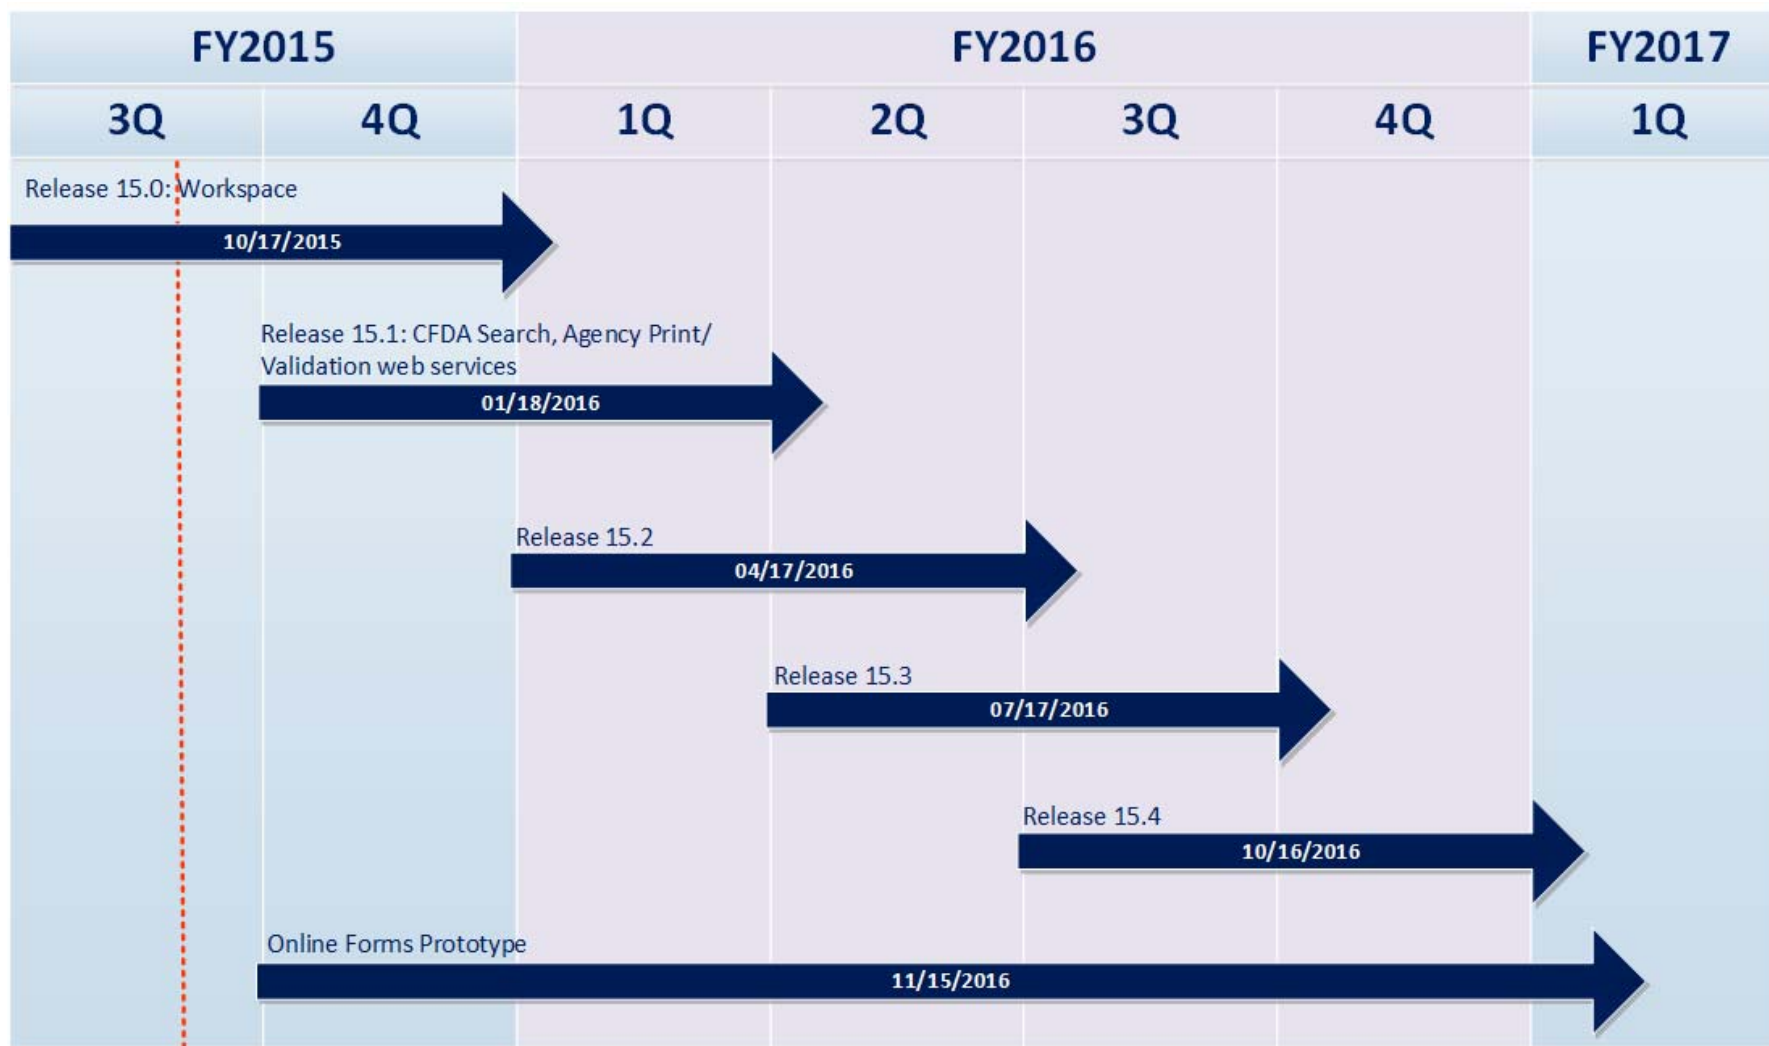 FY2015
FY2016
FY2017
3Q
4Q
1Q
2Q
3Q
4Q
1Q
Release 15.0: Workspace
10/17/2015
Release 15.1: CFDA Search, Agency Print/
Validation web services
01/18/2016
Release 15.2
04/17/2016
Release 15.3
07/17/2016
Release 15.4
10/16/2016
Online Forms Prototype
11/15/2016